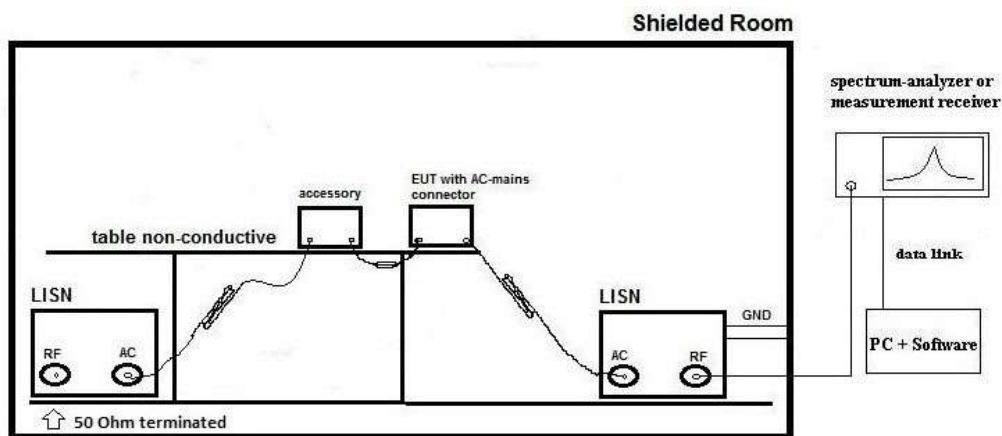 Shielded Room
spectrum-analyzer or
measurement receiver
EUT with AC-mains
connector
accessory
table non-conductive
data link
LISN
LISN
GND
PC + Software
RF
AC
AC
RF
50 Ohm terminated